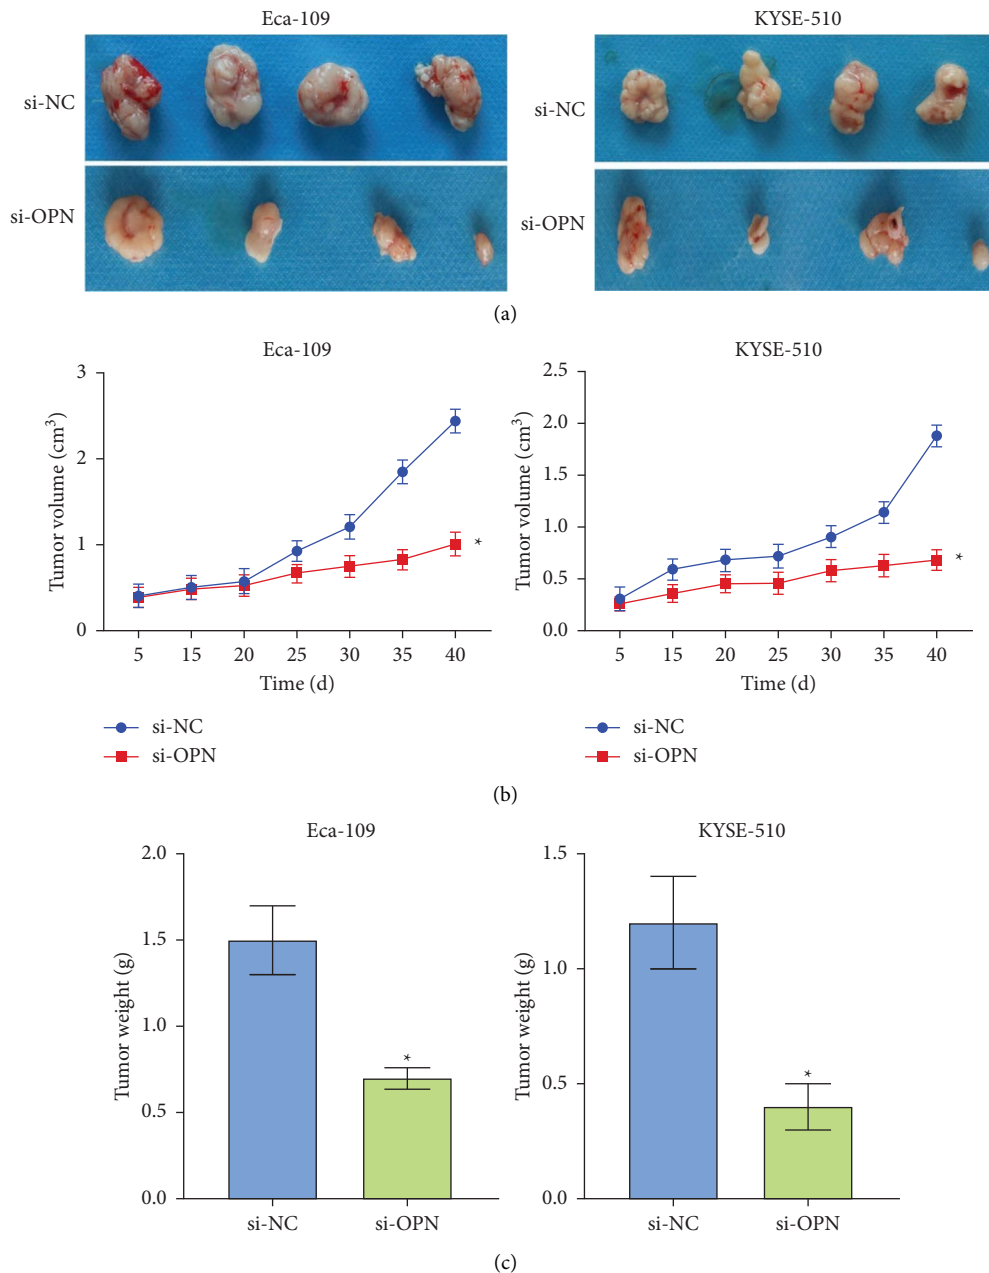 Eca-109
KYSE-510
si-NC
si-NC
si-OPN
si-OPN
(a)
Eca-109
KYSE-510
Tumor volume (cm³)
3
2
1
0
*
5 15 20 25 30 35 40
Time (d)
Tumor volume (cm³)
2.5
2.0
1.5
1.0
0.5
0.0
*
5 15 20 25 30 35 40
Time (d)
si-NC
si-OPN
si-NC
si-OPN
(b)
Eca-109
KYSE-510
Tumor weight (g)
2.0
1.5
1.0
0.5
0.0
*
si-NC si-OPN
Tumor weight (g)
1.5
1.0
0.5
0.0
*
si-NC si-OPN
(c)